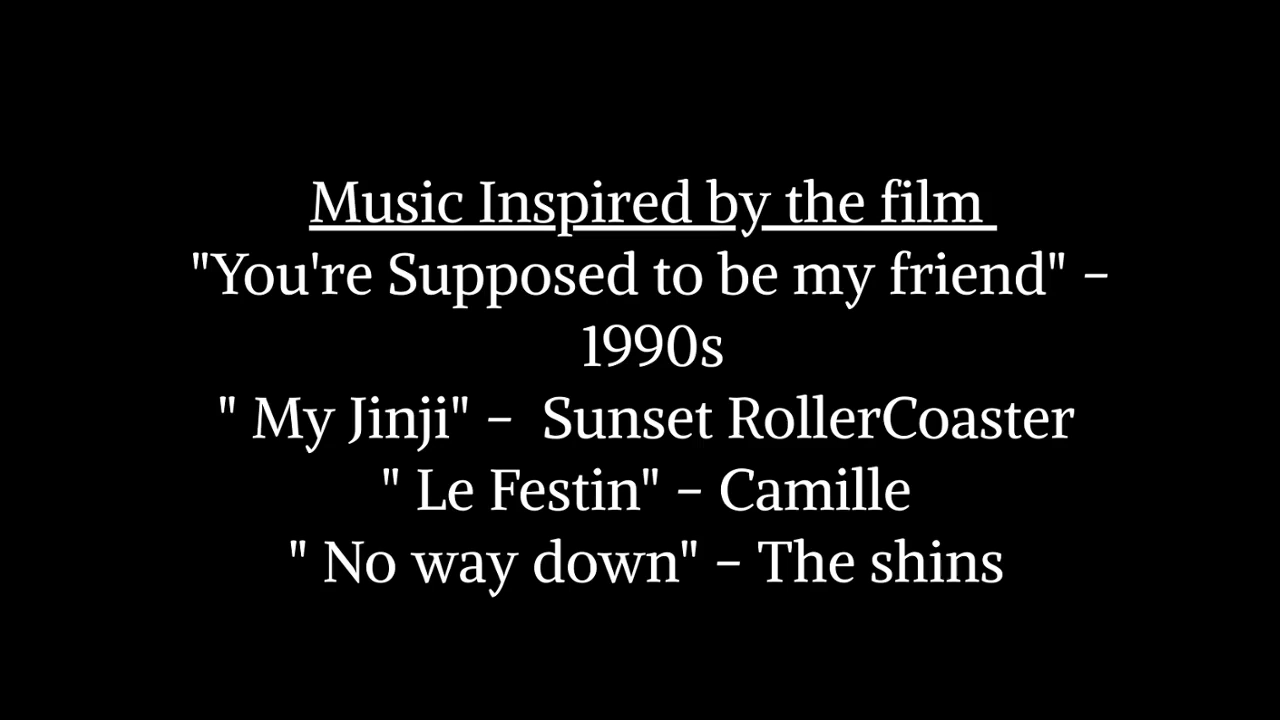 Music Inspired by the film
"You're Supposed to be my friend" -
1990s
" My Jinji" -  Sunset RollerCoaster
" Le Festin" - Camille
" No way down" - The shins